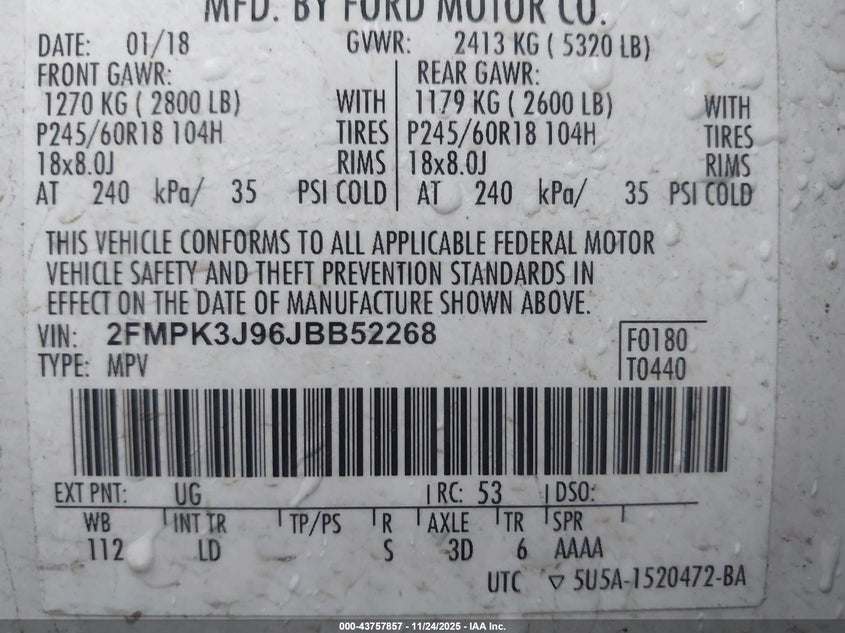 MFD. BY FORD MOTOR CO.
DATE: 01/18 GVWR: 2413 KG ( 5320 LB)
FRONT GAWR: REAR GAWR:
1270 KG ( 2800 LB) WITH 1179 KG ( 2600 LB) WITH
P245/60R18 104H TIRES P245/60R18 104H TIRES
18x8.0J RIMS 18x8.0J RIMS
AT 240 kPa/ 35 PSI COLD AT 240 kPa/ 35 PSI COLD
THIS VEHICLE CONFORMS TO ALL APPLICABLE FEDERAL MOTOR
VEHICLE SAFETY AND THEFT PREVENTION STANDARDS IN
EFFECT ON THE DATE OF MANUFACTURE SHOWN ABOVE.
VIN: 2FMPK3J96JBB52268 F0180
TYPE: MPV T0440
EXT PNT: UG RC: 53 DSO:
WB INT TR TP/PS R AXLE TR SPR
112 LD S 3D 6 AAAA
UTC ▽ 5U5A-1520472-BA
000-43757857 - 11/24/2025 - IAA Inc.